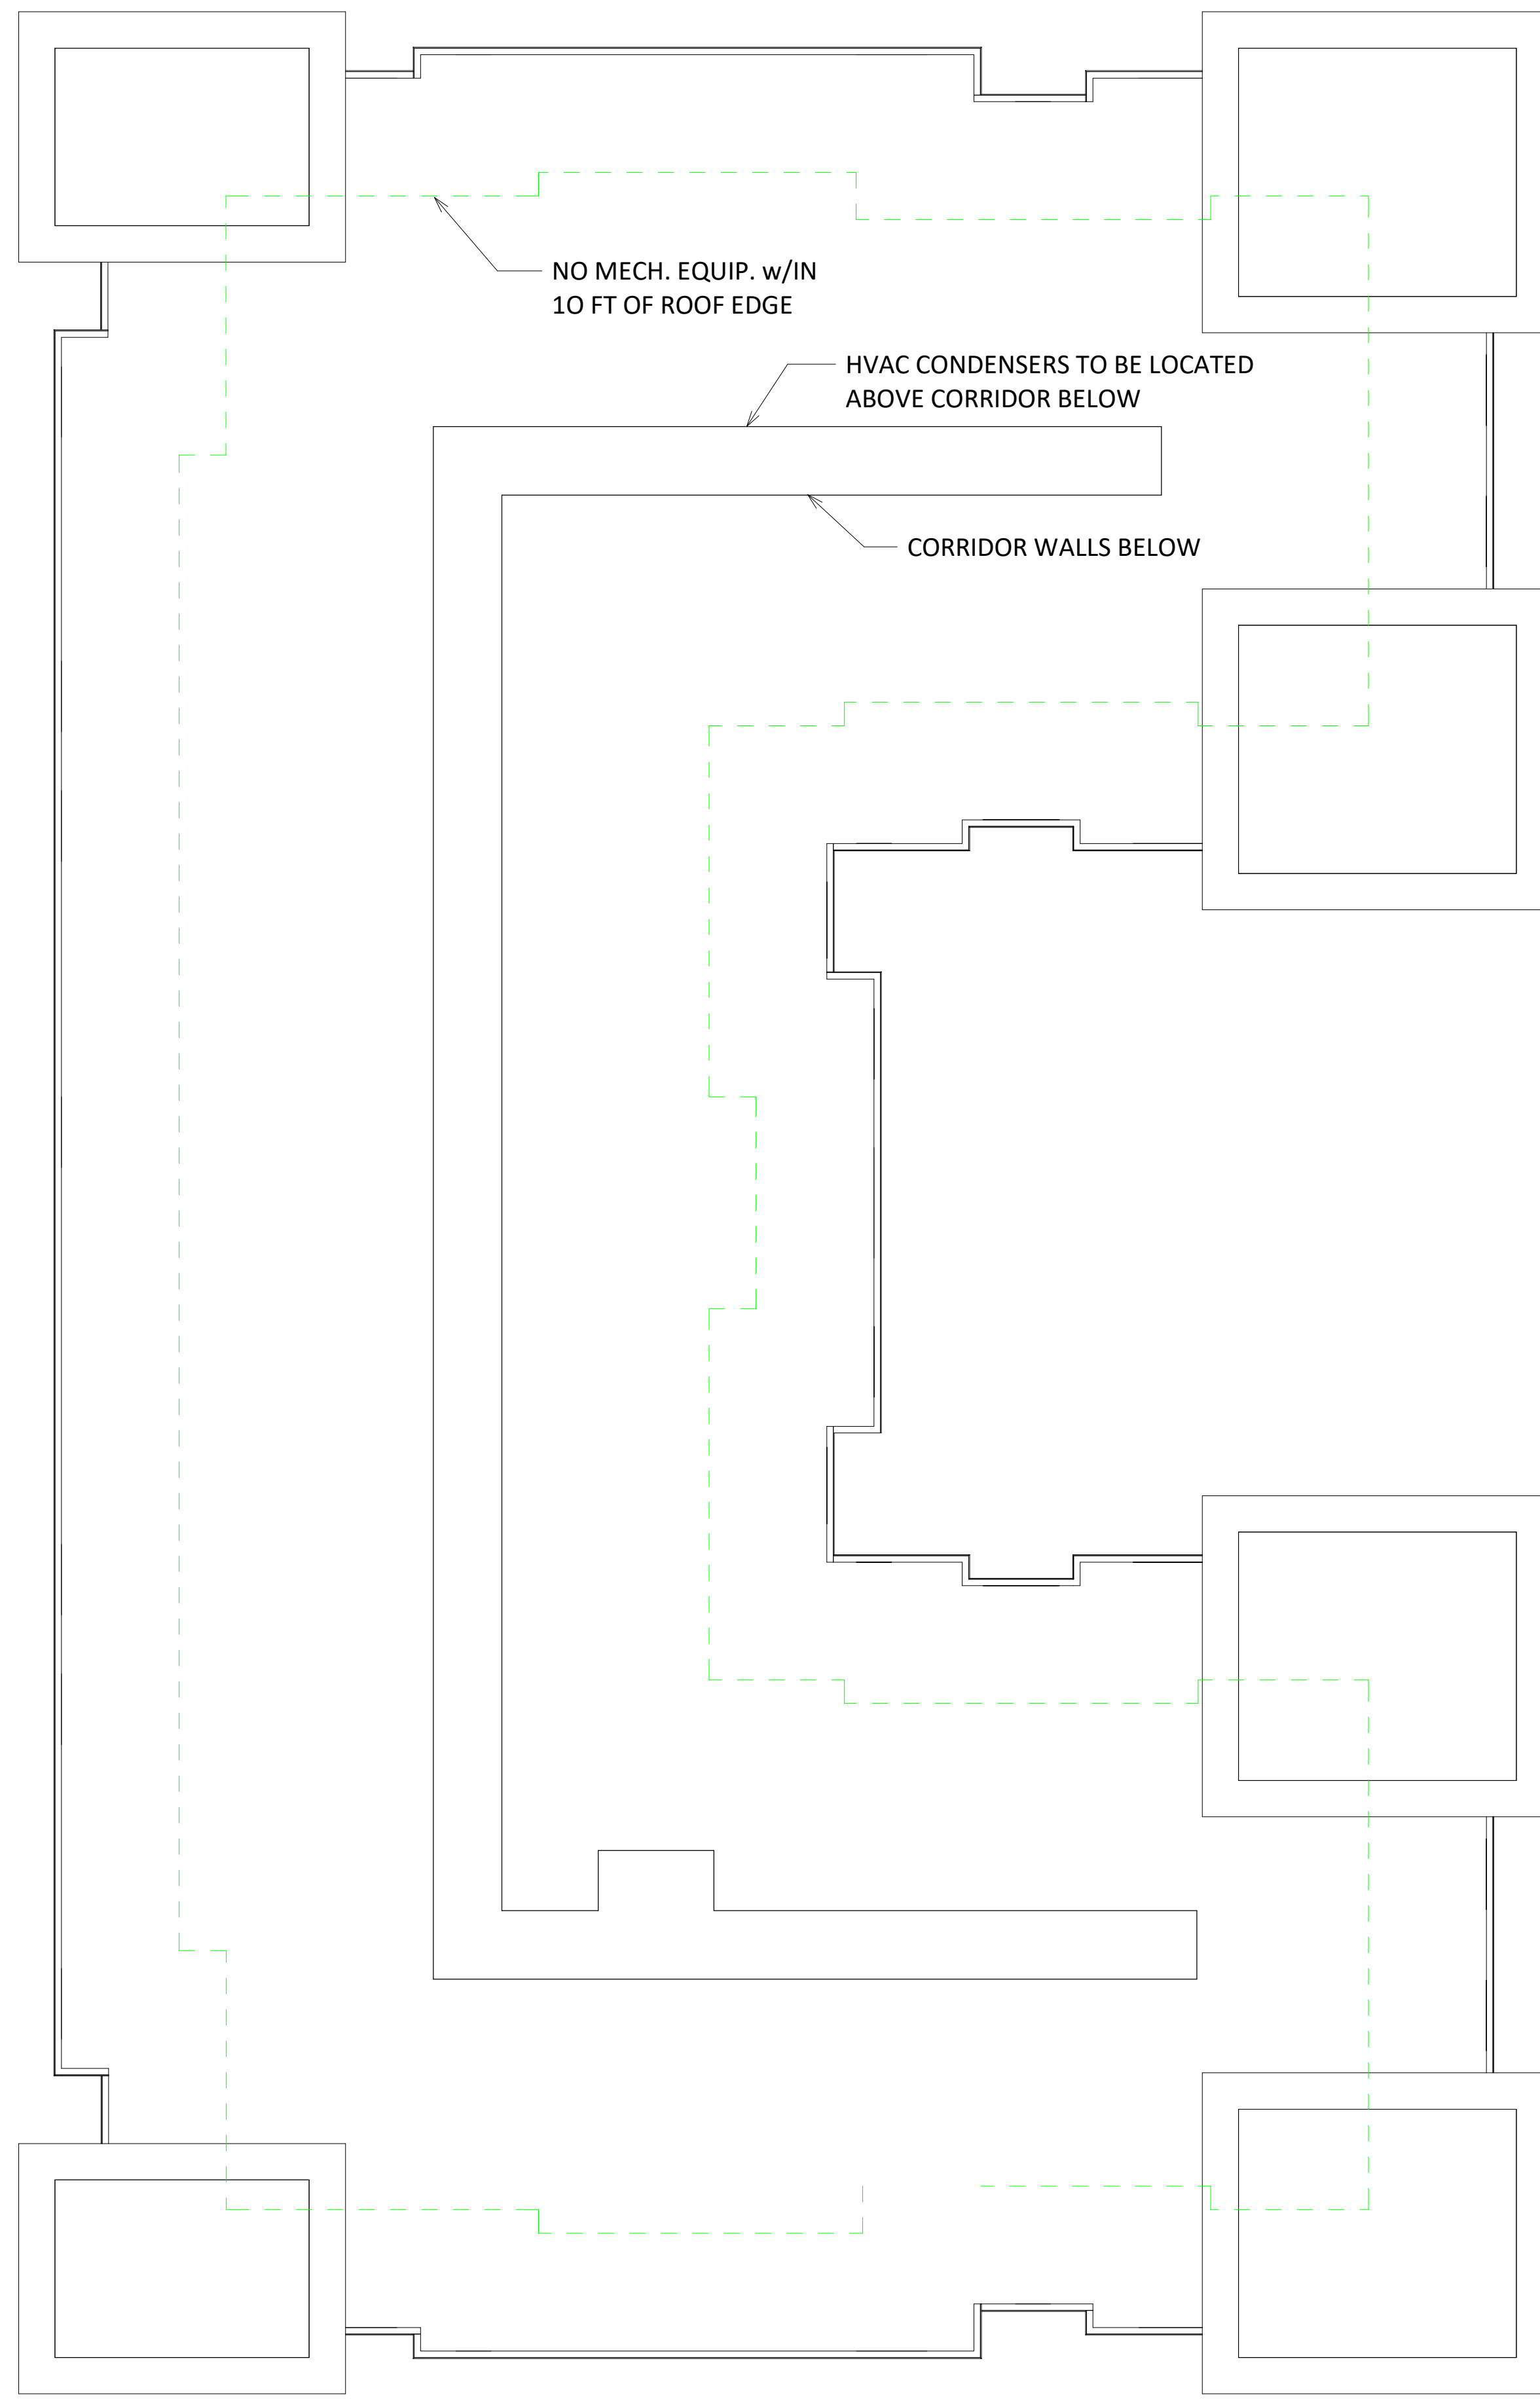 NO MECH. EQUIP. w/IN
10 FT OF ROOF EDGE
HVAC CONDENSERS TO BE LOCATED
ABOVE CORRIDOR BELOW
CORRIDOR WALLS BELOW